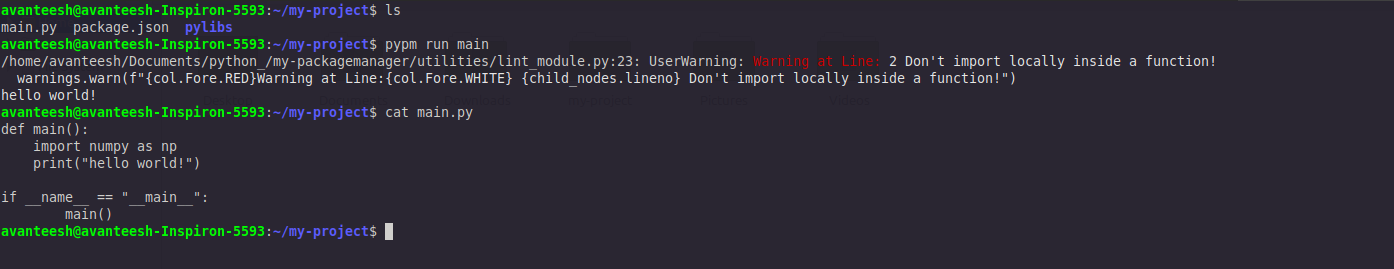 avanteesh@avanteesh-Inspiron-5593:~/my-project$ ls
main.py  package.json  pylibs
avanteesh@avanteesh-Inspiron-5593:~/my-project$ pypm run main
/home/avanteesh/Documents/python_/my-packagemanager/utilities/lint_module.py:23: UserWarning: Warning at Line: 2 Don't import locally inside a function!
  warnings.warn(f"{col.Fore.RED}Warning at Line:{col.Fore.WHITE} {child_nodes.lineno} Don't import locally inside a function!")
hello world!
avanteesh@avanteesh-Inspiron-5593:~/my-project$ cat main.py
def main():
    import numpy as np
    print("hello world!")

if __name__ == "__main__":
        main()
avanteesh@avanteesh-Inspiron-5593:~/my-project$